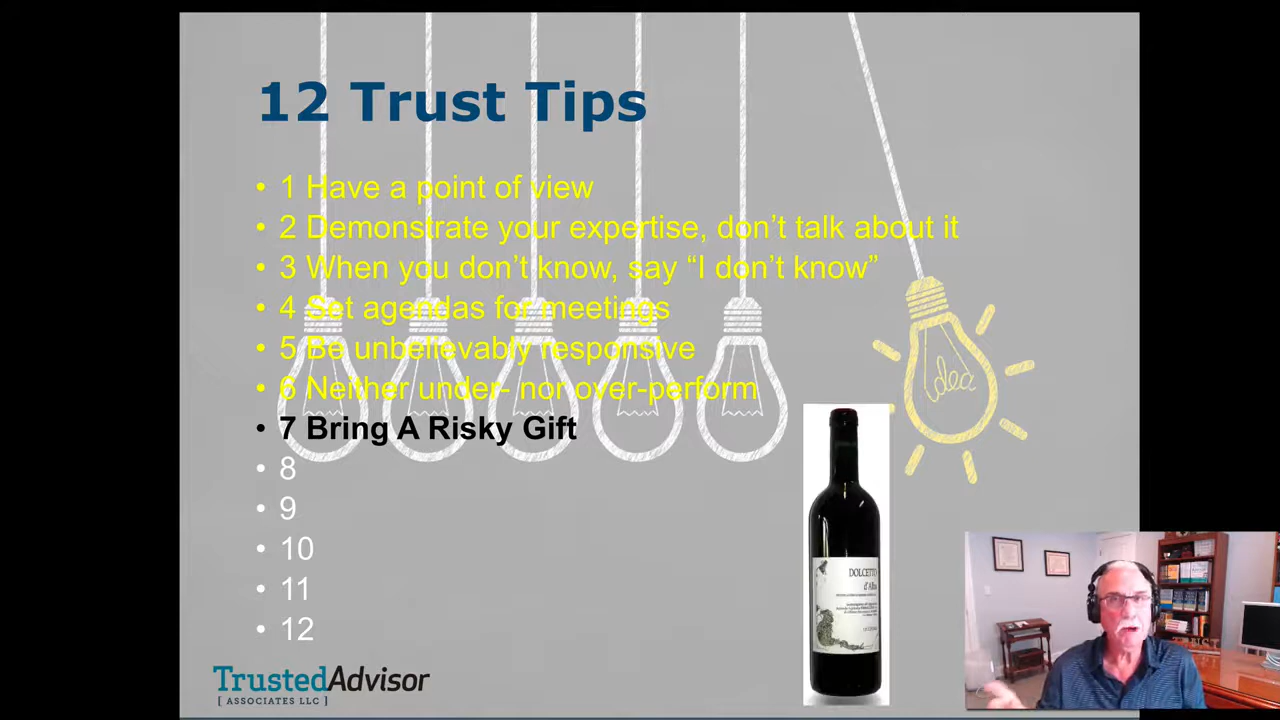 12 Trust Tips
• 1 Have a point of view
• 2 Demonstrate your expertise, don’t talk about it
• 3 When you don’t know, say “I don’t know”
• 4 Set agendas for meetings
• 5 Be unbelievably responsive
• 6 Neither under- nor over-perform
• 7 Bring A Risky Gift
• 8
• 9
• 10
• 11
• 12
idea
DOLCETTO
d'Alba
TrustedAdvisor
[ ASSOCIATES LLC ]